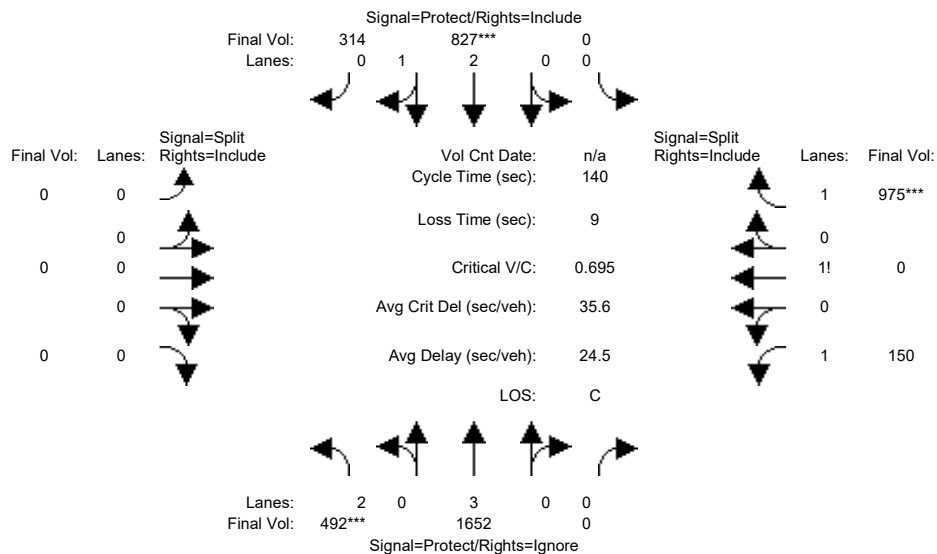 Signal=Protect/Rights=Include
Final Vol: 314 827*** 0
Lanes: 0 1 2 0 0
Signal=Split
Final Vol: Lanes: Rights=Include
Vol Cnt Date: n/a
Signal=Split
Rights=Include Lanes: Final Vol:
Cycle Time (sec): 140
0 0
1 975***
Loss Time (sec): 9
0
0
0 0
Critical V/C: 0.695
1! 0
0
Avg Crit Del (sec/veh): 35.6
0
0 0
Avg Delay (sec/veh): 24.5
1 150
LOS: C
Lanes: 2 0 3 0 0
Final Vol: 492*** 1652 0
Signal=Protect/Rights=Ignore